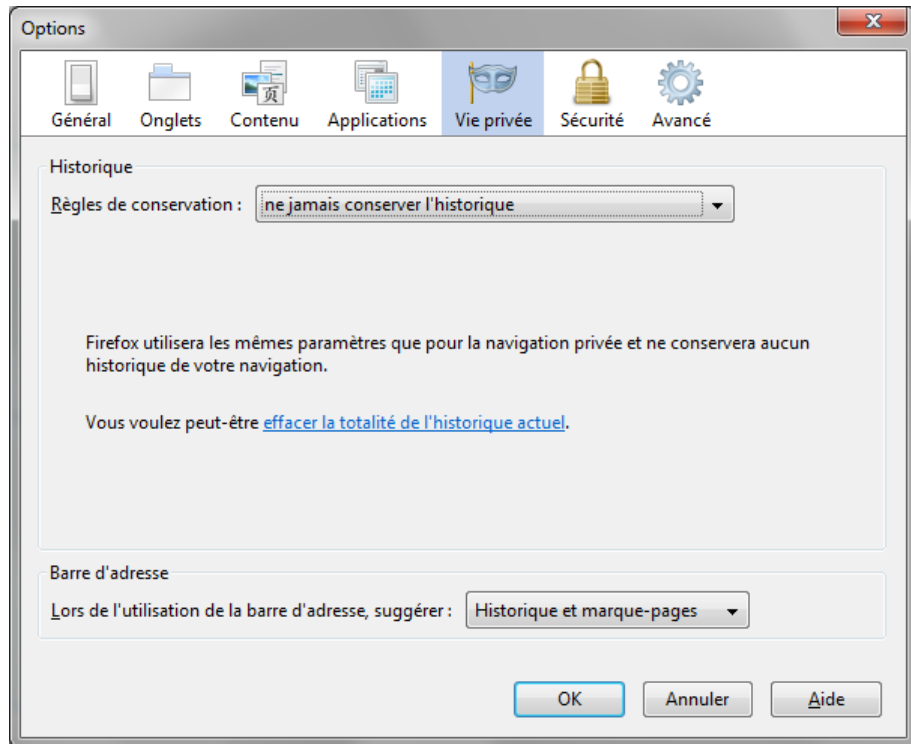 Options
Général Onglets Contenu Applications Vie privée Sécurité Avancé
Historique
Règles de conservation : ne jamais conserver l'historique
Firefox utilisera les mêmes paramètres que pour la navigation privée et ne conservera aucun
historique de votre navigation.
Vous voulez peut-être effacer la totalité de l'historique actuel.
Barre d'adresse
Lors de l'utilisation de la barre d'adresse, suggérer : Historique et marque-pages
OK Annuler Aide